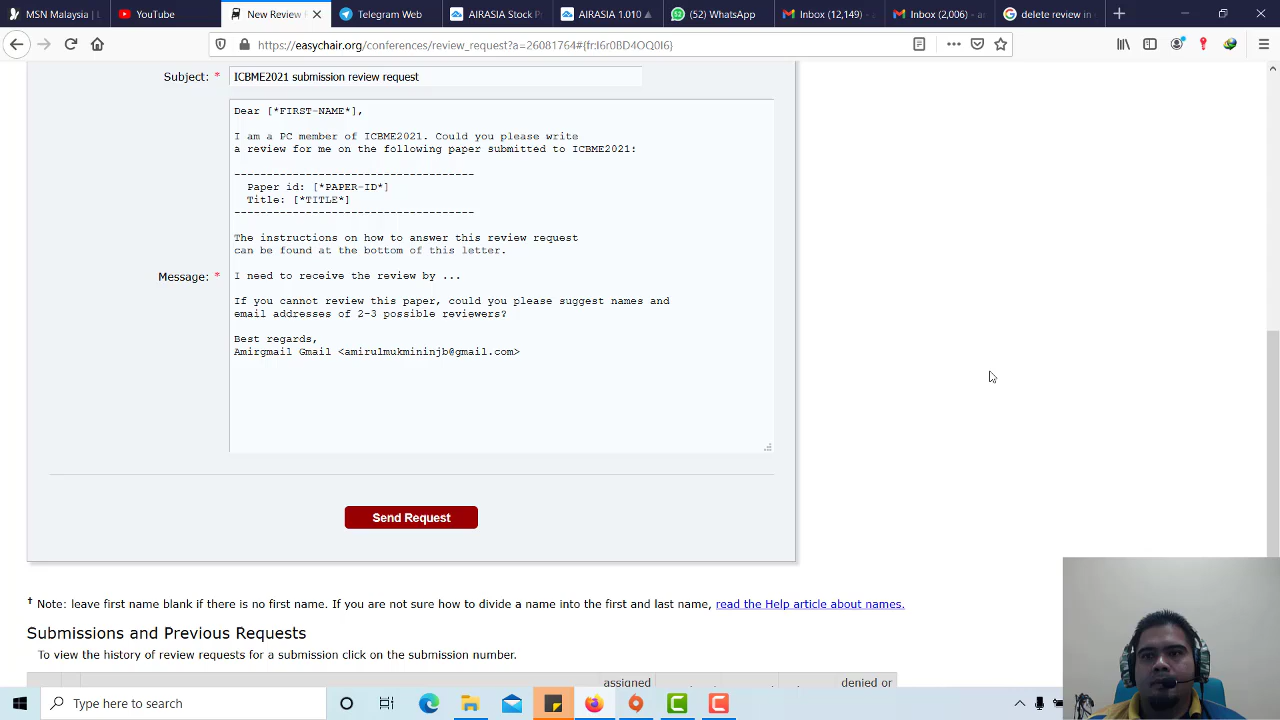 MSN Malaysia | L
YouTube
New Review R
Telegram Web
AIRASIA Stock P
AIRASIA 1.010
(52) WhatsApp
Inbox (12,149)
Inbox (2,006) - a
delete review in
https://easychair.org/conferences/review_request?a=26081731#{fr:I6r0BD4OQ0I6}
Subject: * ICBME2021 submission review request
Dear [*FIRST-NAME*],
I am a PC member of ICBME2021. Could you please write
a review for me on the following paper submitted to ICBME2021:
-------------------------------------
Paper id: [*PAPER-ID*]
Title: [*TITLE*]
-------------------------------------
The instructions on how to answer this review request
can be found at the bottom of this letter.
Message: * I need to receive the review by ...
If you cannot review this paper, could you please suggest names and
email addresses of 2-3 possible reviewers?
Best regards,
Amirgmail Gmail <amirulmukmininjb@gmail.com>
Send Request
† Note: leave first name blank if there is no first name. If you are not sure how to divide a name into the first and last name, read the Help article about names.
Submissions and Previous Requests
To view the history of review requests for a submission click on the submission number.
assigned
denied or
Type here to search